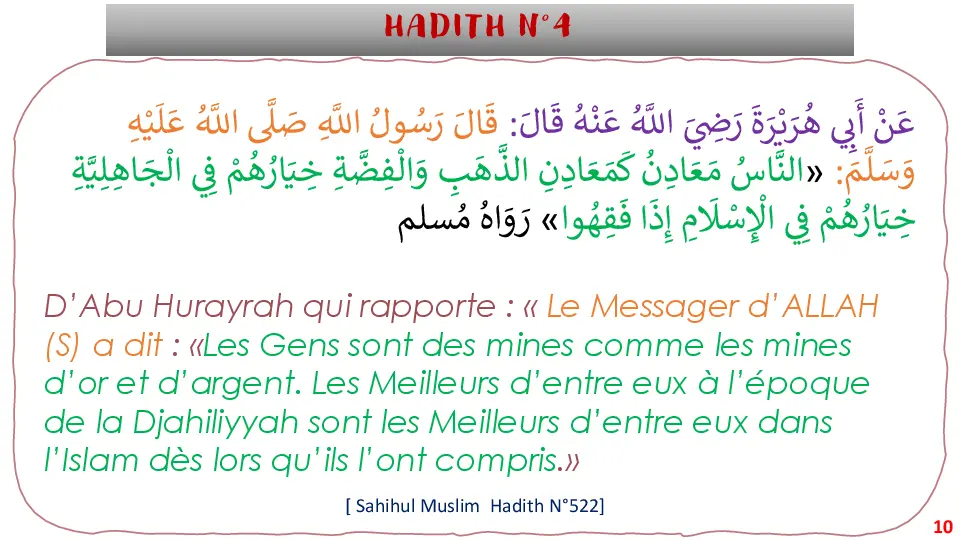 HADITH N°4
عَنْ أَبِي هُرَيْرَةَ رَضِيَ اللَّهُ عَنْهُ قَالَ: قَالَ رَسُولُ اللَّهِ صَلَّى اللَّهُ عَلَيْهِ
وَسَلَّمَ: «النَّاسُ مَعَادِنُ كَمَعَادِنِ الذَّهَبِ وَالْفِضَّةِ خِيَارُهُمْ فِي الْجَاهِلِيَّةِ
خِيَارُهُمْ فِي الْإِسْلَامِ إِذَا فَقِهُوا» رَوَاهُ مُسلم
D’Abu Hurayrah qui rapporte : « Le Messager d’ALLAH
(S) a dit : «Les Gens sont des mines comme les mines
d’or et d’argent. Les Meilleurs d’entre eux à l’époque
de la Djahiliyyah sont les Meilleurs d’entre eux dans
l’Islam dès lors qu’ils l’ont compris.»
[ Sahihul Muslim Hadith N°522]
10